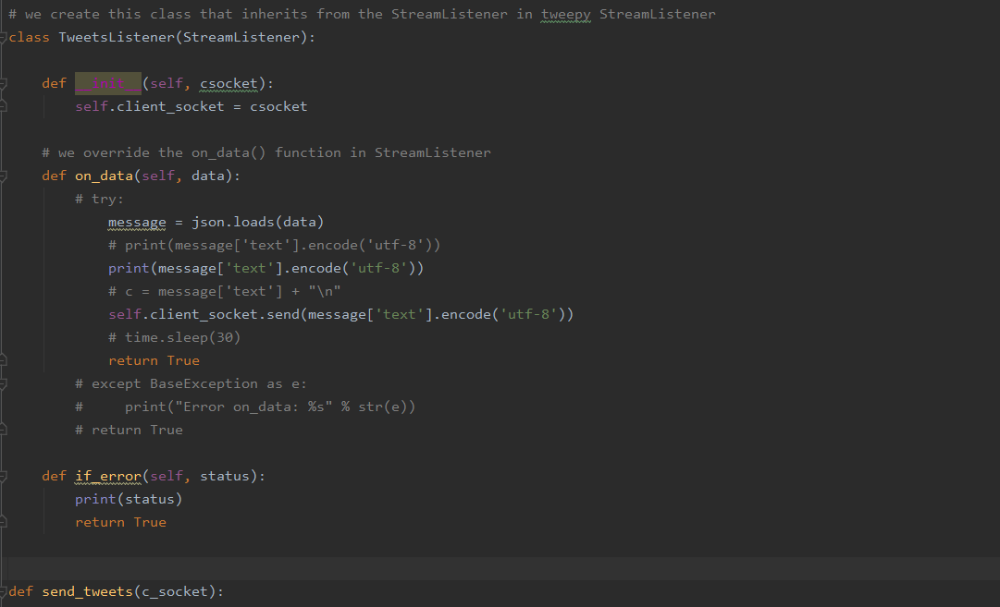 # we create this class that inherits from the StreamListener in tweepy StreamListener
class TweetsListener(StreamListener):
def __init__(self, csocket):
self.client_socket = csocket
# we override the on_data() function in StreamListener
def on_data(self, data):
# try:
message = json.loads(data)
# print(message['text'].encode('utf-8'))
print(message['text'].encode('utf-8'))
# c = message['text'] + "\n"
self.client_socket.send(message['text'].encode('utf-8'))
# time.sleep(30)
return True
# except BaseException as e:
#     print("Error on_data: %s" % str(e))
# return True
def if_error(self, status):
print(status)
return True
def send_tweets(c_socket):